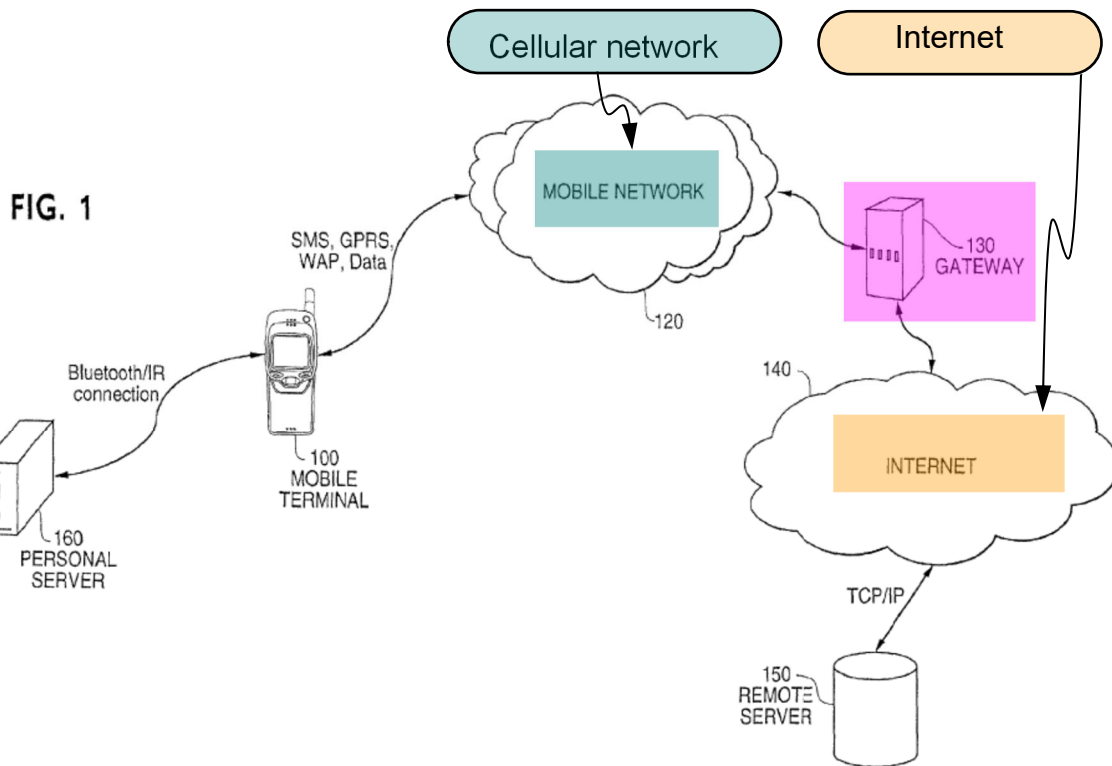 Cellular network
Internet
FIG. 1
MOBILE NETWORK
SMS, GPRS,
WAP, Data
130
GATEWAY
120
Bluetooth/IR
connection
140
100
MOBILE
TERMINAL
INTERNET
160
PERSONAL
SERVER
TCP/IP
150
REMOTE
SERVER